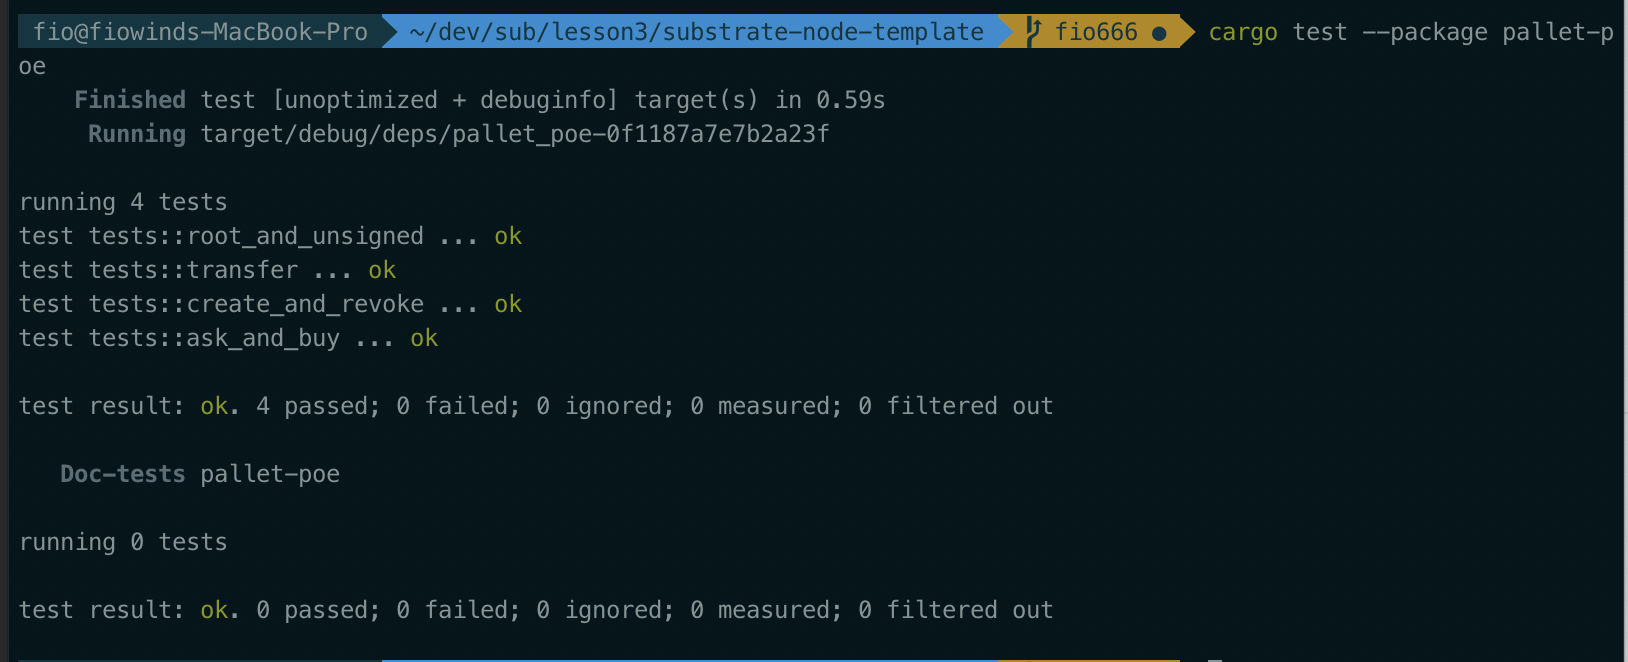 fio@fiowinds-MacBook-Pro ~/dev/sub/lesson3/substrate-node-template fio666 ● cargo test --package pallet-p
oe
Finished test [unoptimized + debuginfo] target(s) in 0.59s
Running target/debug/deps/pallet_poe-0f1187a7e7b2a23f
running 4 tests
test tests::root_and_unsigned ... ok
test tests::transfer ... ok
test tests::create_and_revoke ... ok
test tests::ask_and_buy ... ok
test result: ok. 4 passed; 0 failed; 0 ignored; 0 measured; 0 filtered out
Doc-tests pallet-poe
running 0 tests
test result: ok. 0 passed; 0 failed; 0 ignored; 0 measured; 0 filtered out